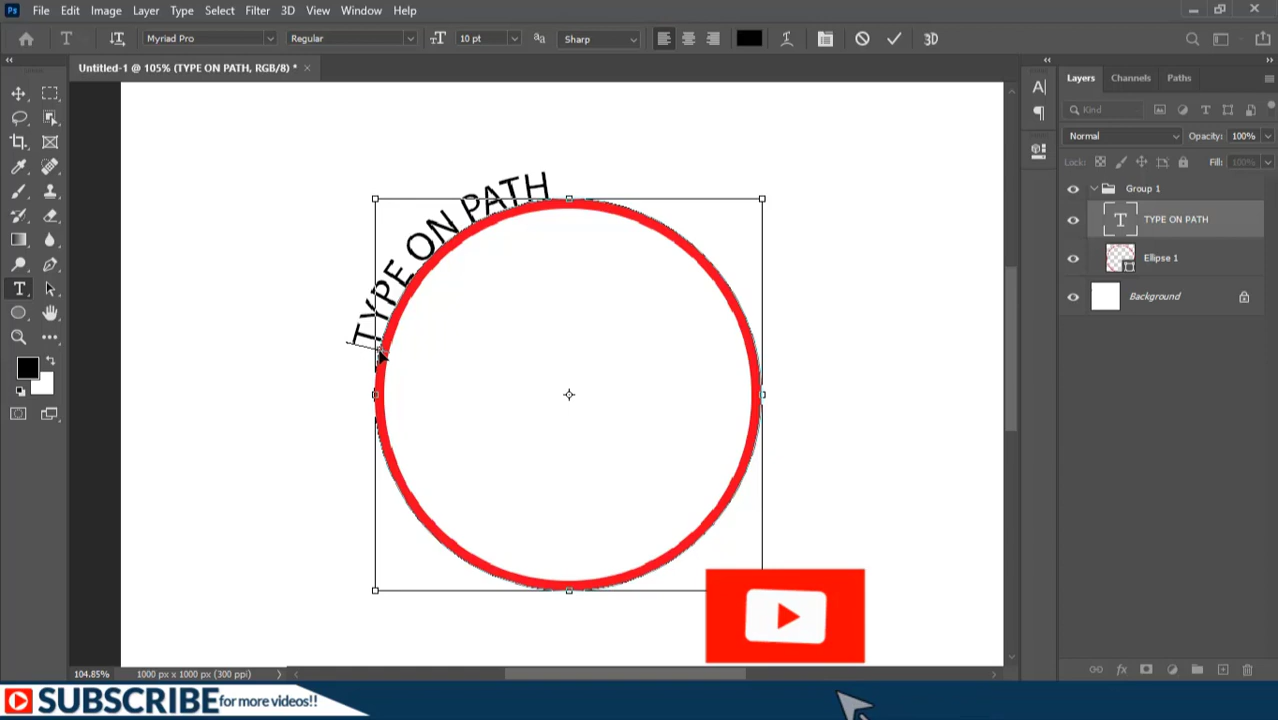 Ps File Edit Image Layer Type Select Filter 3D View Window Help
T Myriad Pro Regular 10 pt Sharp 3D
Untitled-1 @ 105% (TYPE ON PATH, RGB/8) *
Layers Channels Paths
Kind
Normal Opacity: 100%
Lock: Fill: 100%
Group 1
TYPE ON PATH
Ellipse 1
Background
TYPE ON PATH
104.85% 1000 px x 1000 px (300 ppi)
SUBSCRIBE for more videos!!